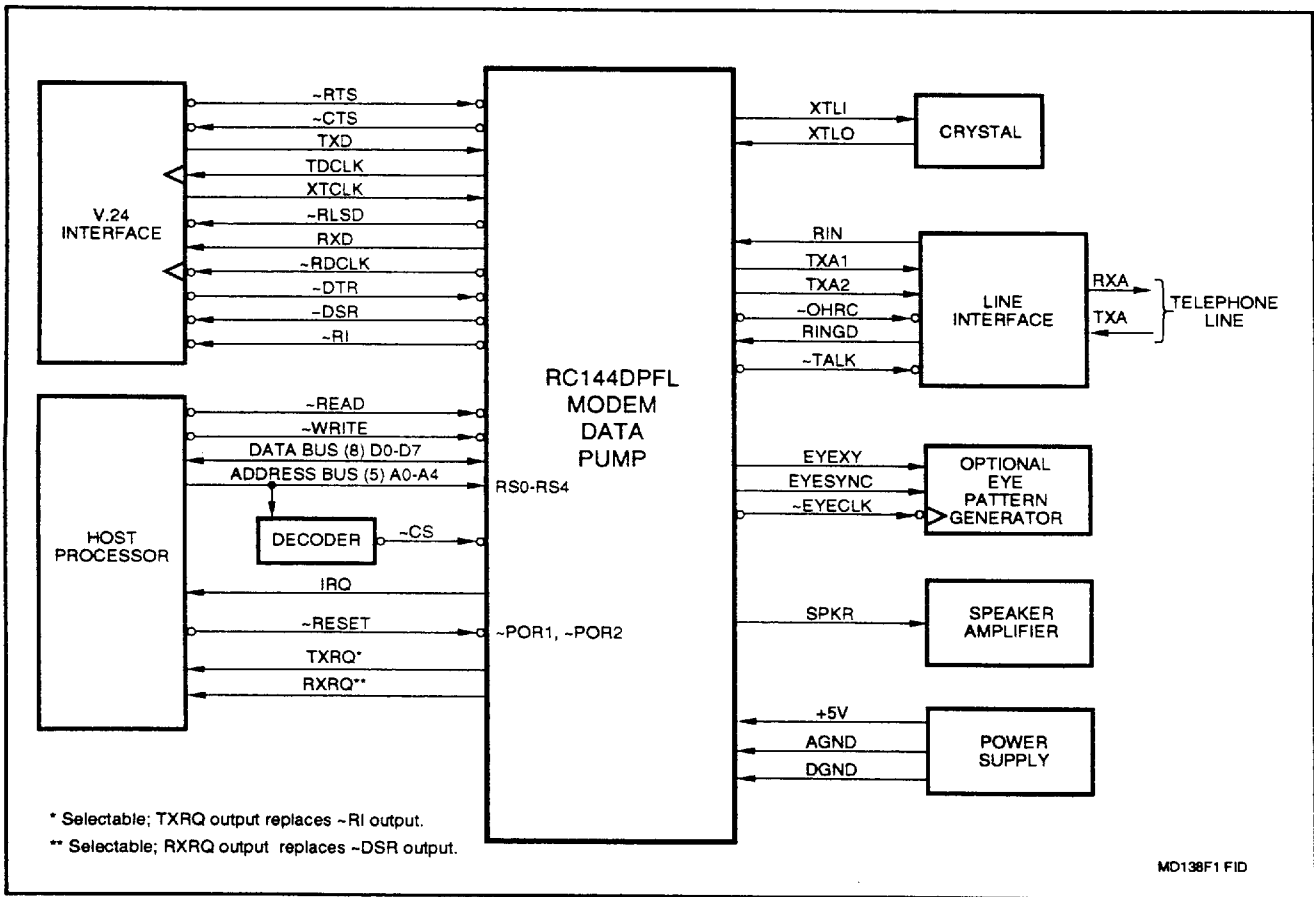 ~RTS
~CTS
TXD
TDCLK
XTCLK
~RLSD
RXD
~RDCLK
~DTR
~DSR
~RI
V.24
INTERFACE
~READ
~WRITE
DATA BUS (8) D0-D7
ADDRESS BUS (5) A0-A4
RS0-RS4
DECODER
~CS
HOST
PROCESSOR
IRQ
~RESET
~POR1, ~POR2
TXRQ*
RXRQ**
RC144DPFL
MODEM
DATA
PUMP
XTLI
XTLO
CRYSTAL
RIN
TXA1
TXA2
~OHRC
RINGD
~TALK
LINE
INTERFACE
RXA
TXA
TELEPHONE
LINE
EYEXY
EYESYNC
~EYECLK
OPTIONAL
EYE
PATTERN
GENERATOR
SPKR
SPEAKER
AMPLIFIER
+5V
AGND
DGND
POWER
SUPPLY
* Selectable; TXRQ output replaces ~RI output.
** Selectable; RXRQ output replaces ~DSR output.
MD138F1 FID